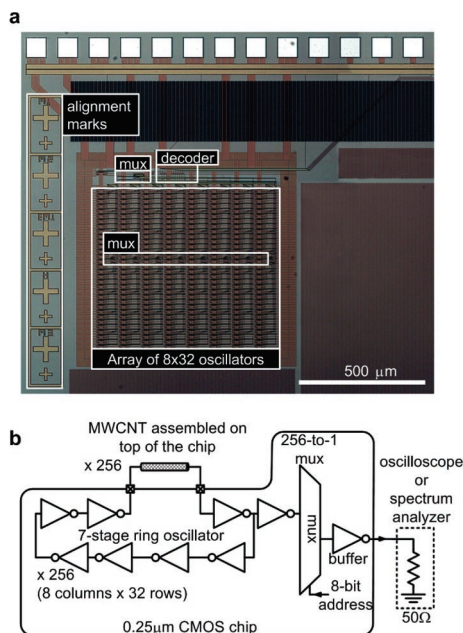 a
alignment
marks
mux
decoder
mux
Array of 8x32 oscillators
500 μm
b
MWCNT assembled on
top of the chip
x 256
256-to-1
mux
oscilloscope
or
spectrum
analyzer
mux
7-stage ring oscillator
x 256
(8 columns x 32 rows)
buffer
8-bit
address
50Ω
0.25μm CMOS chip